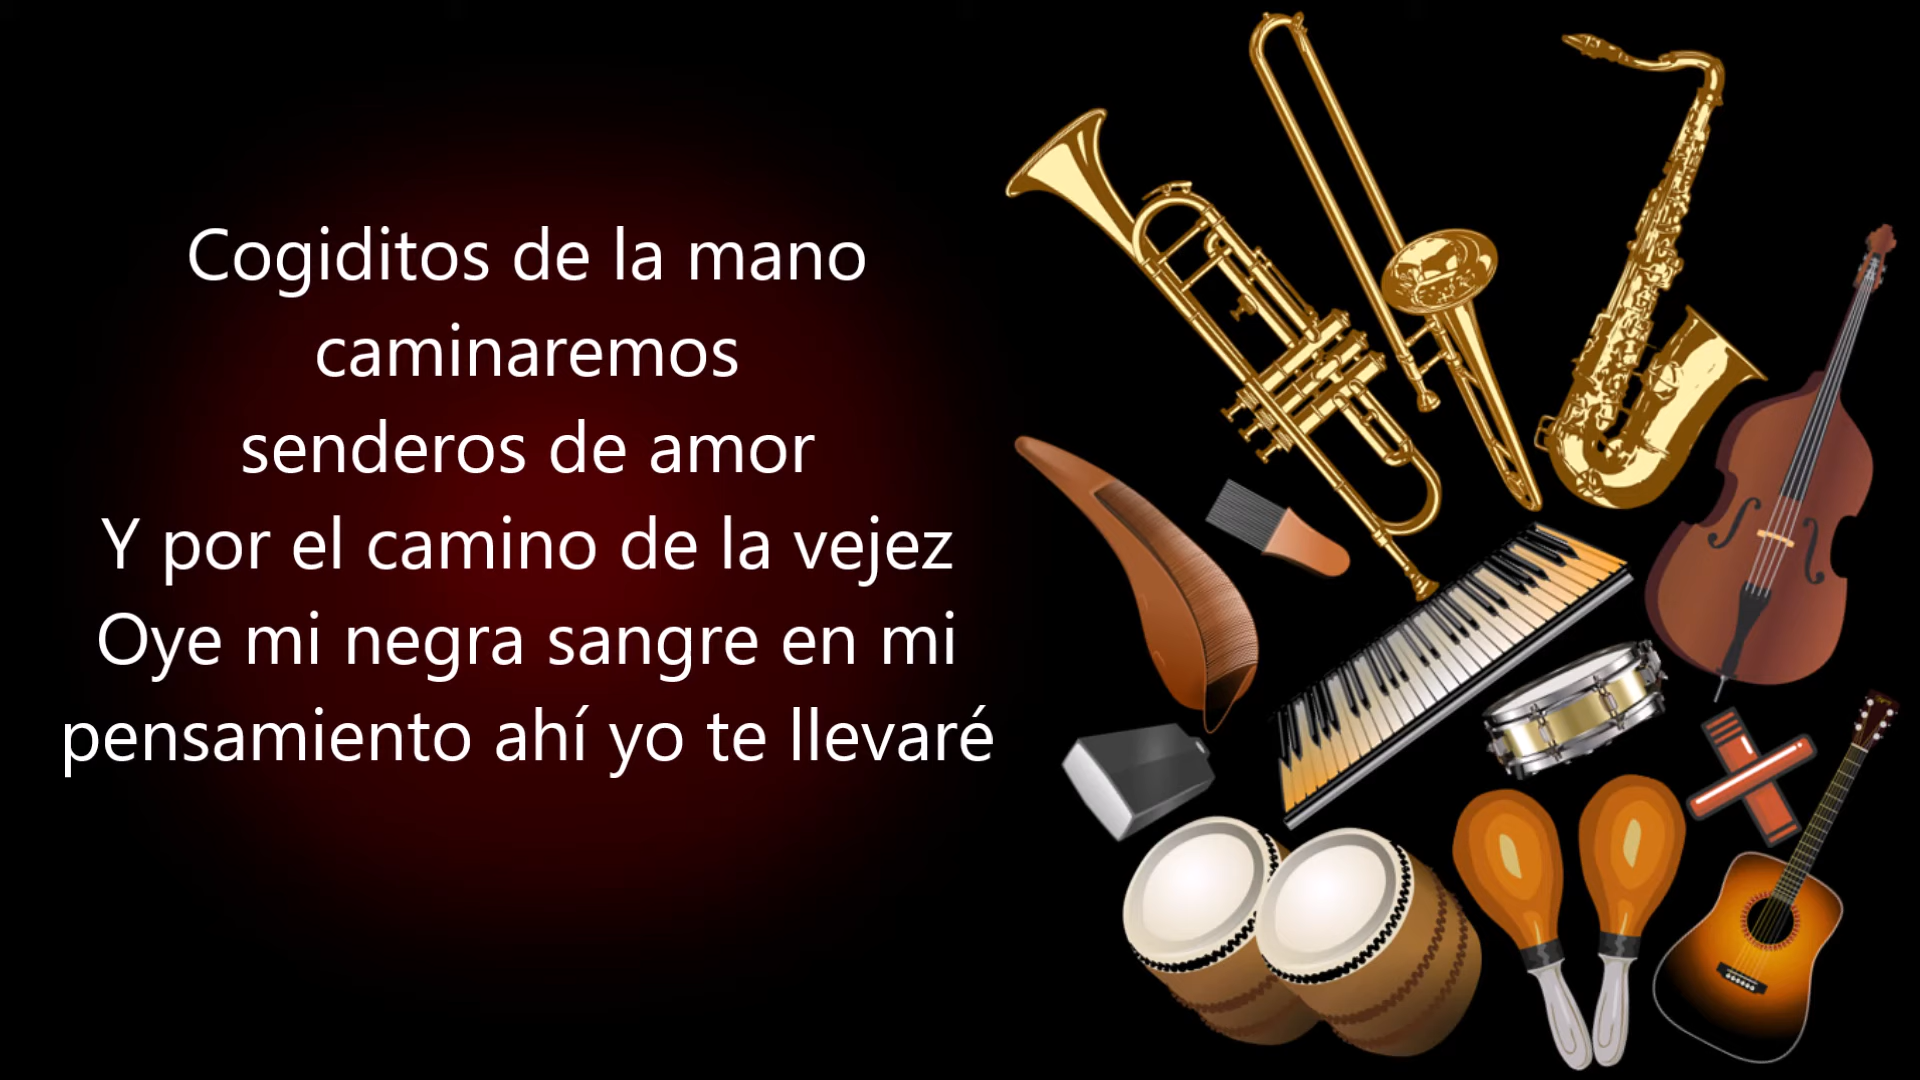 Cogiditos de la mano
caminaremos
senderos de amor
Y por el camino de la vejez
Oye mi negra sangre en mi
pensamiento ahí yo te llevaré